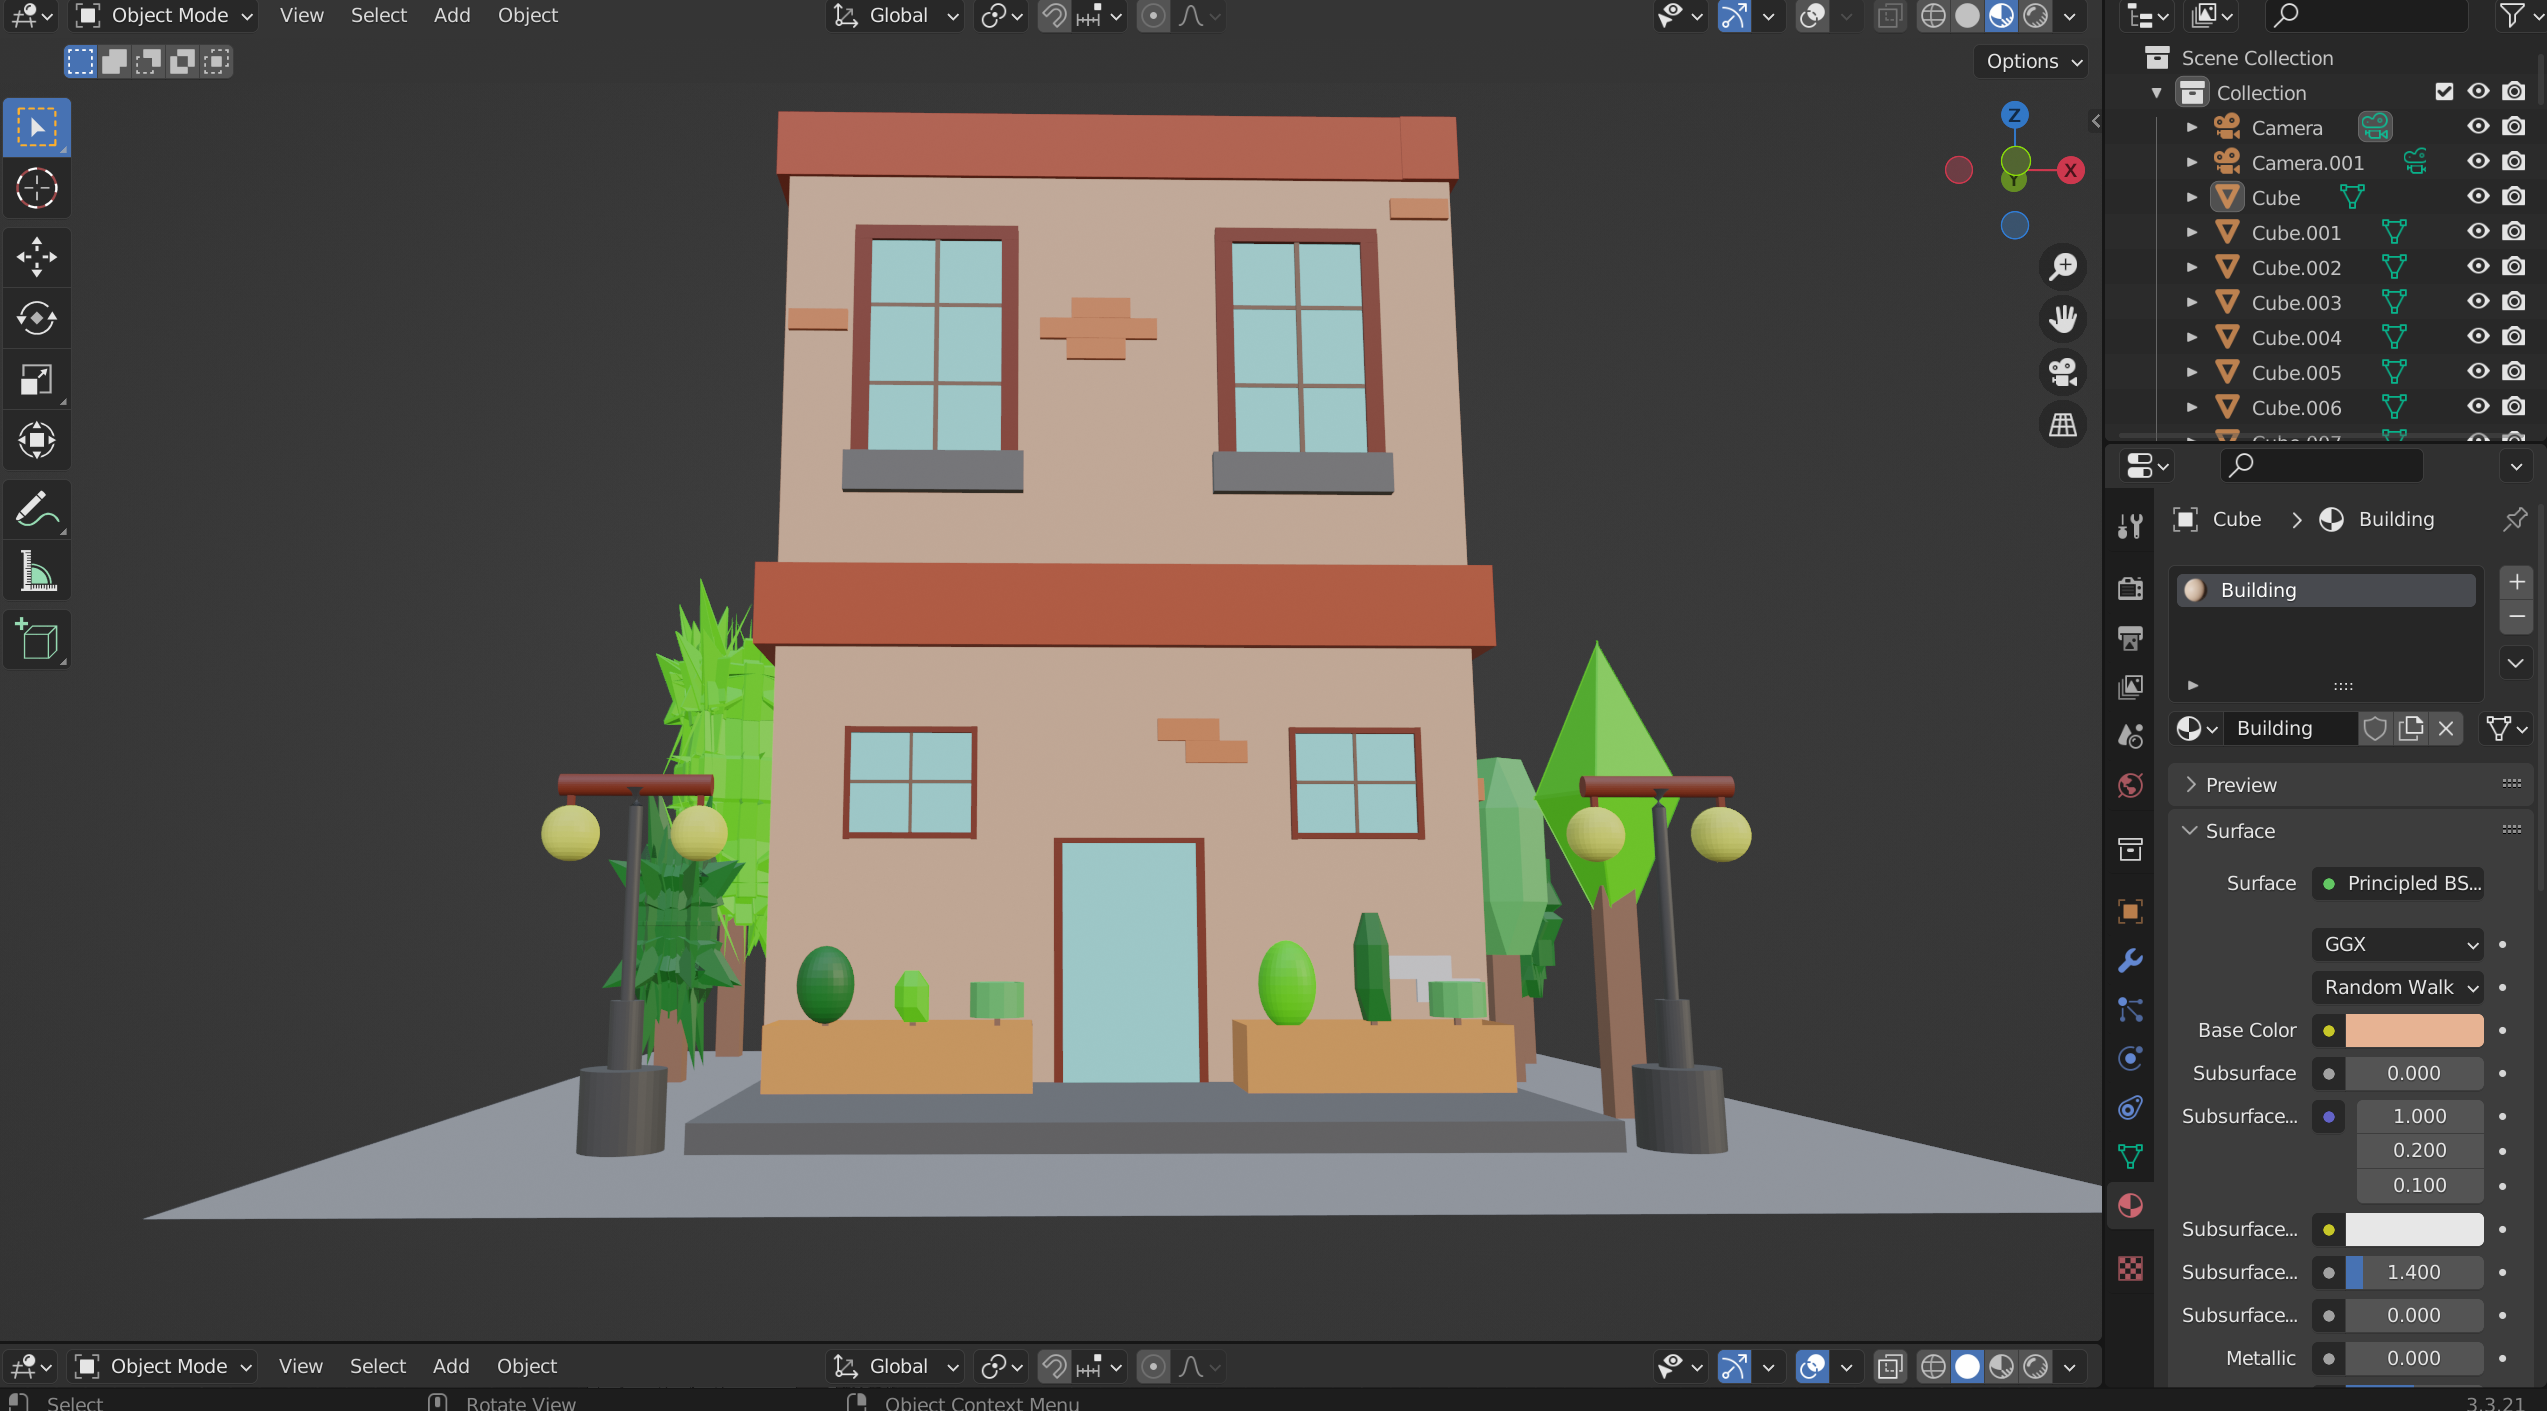 Object Mode View Select Add Object Global
Options
Z
X
Y
Scene Collection
Collection
Camera
Camera.001
Cube
Cube.001
Cube.002
Cube.003
Cube.004
Cube.005
Cube.006
Cube.007
Cube Building
Building
Building
Preview
Surface
Surface Principled BS...
GGX
Random Walk
Base Color
Subsurface 0.000
Subsurface... 1.000
0.200
0.100
Subsurface...
Subsurface... 1.400
Subsurface... 0.000
Metallic 0.000
Object Mode View Select Add Object Global
Select Rotate View Object Context Menu 3.3.21